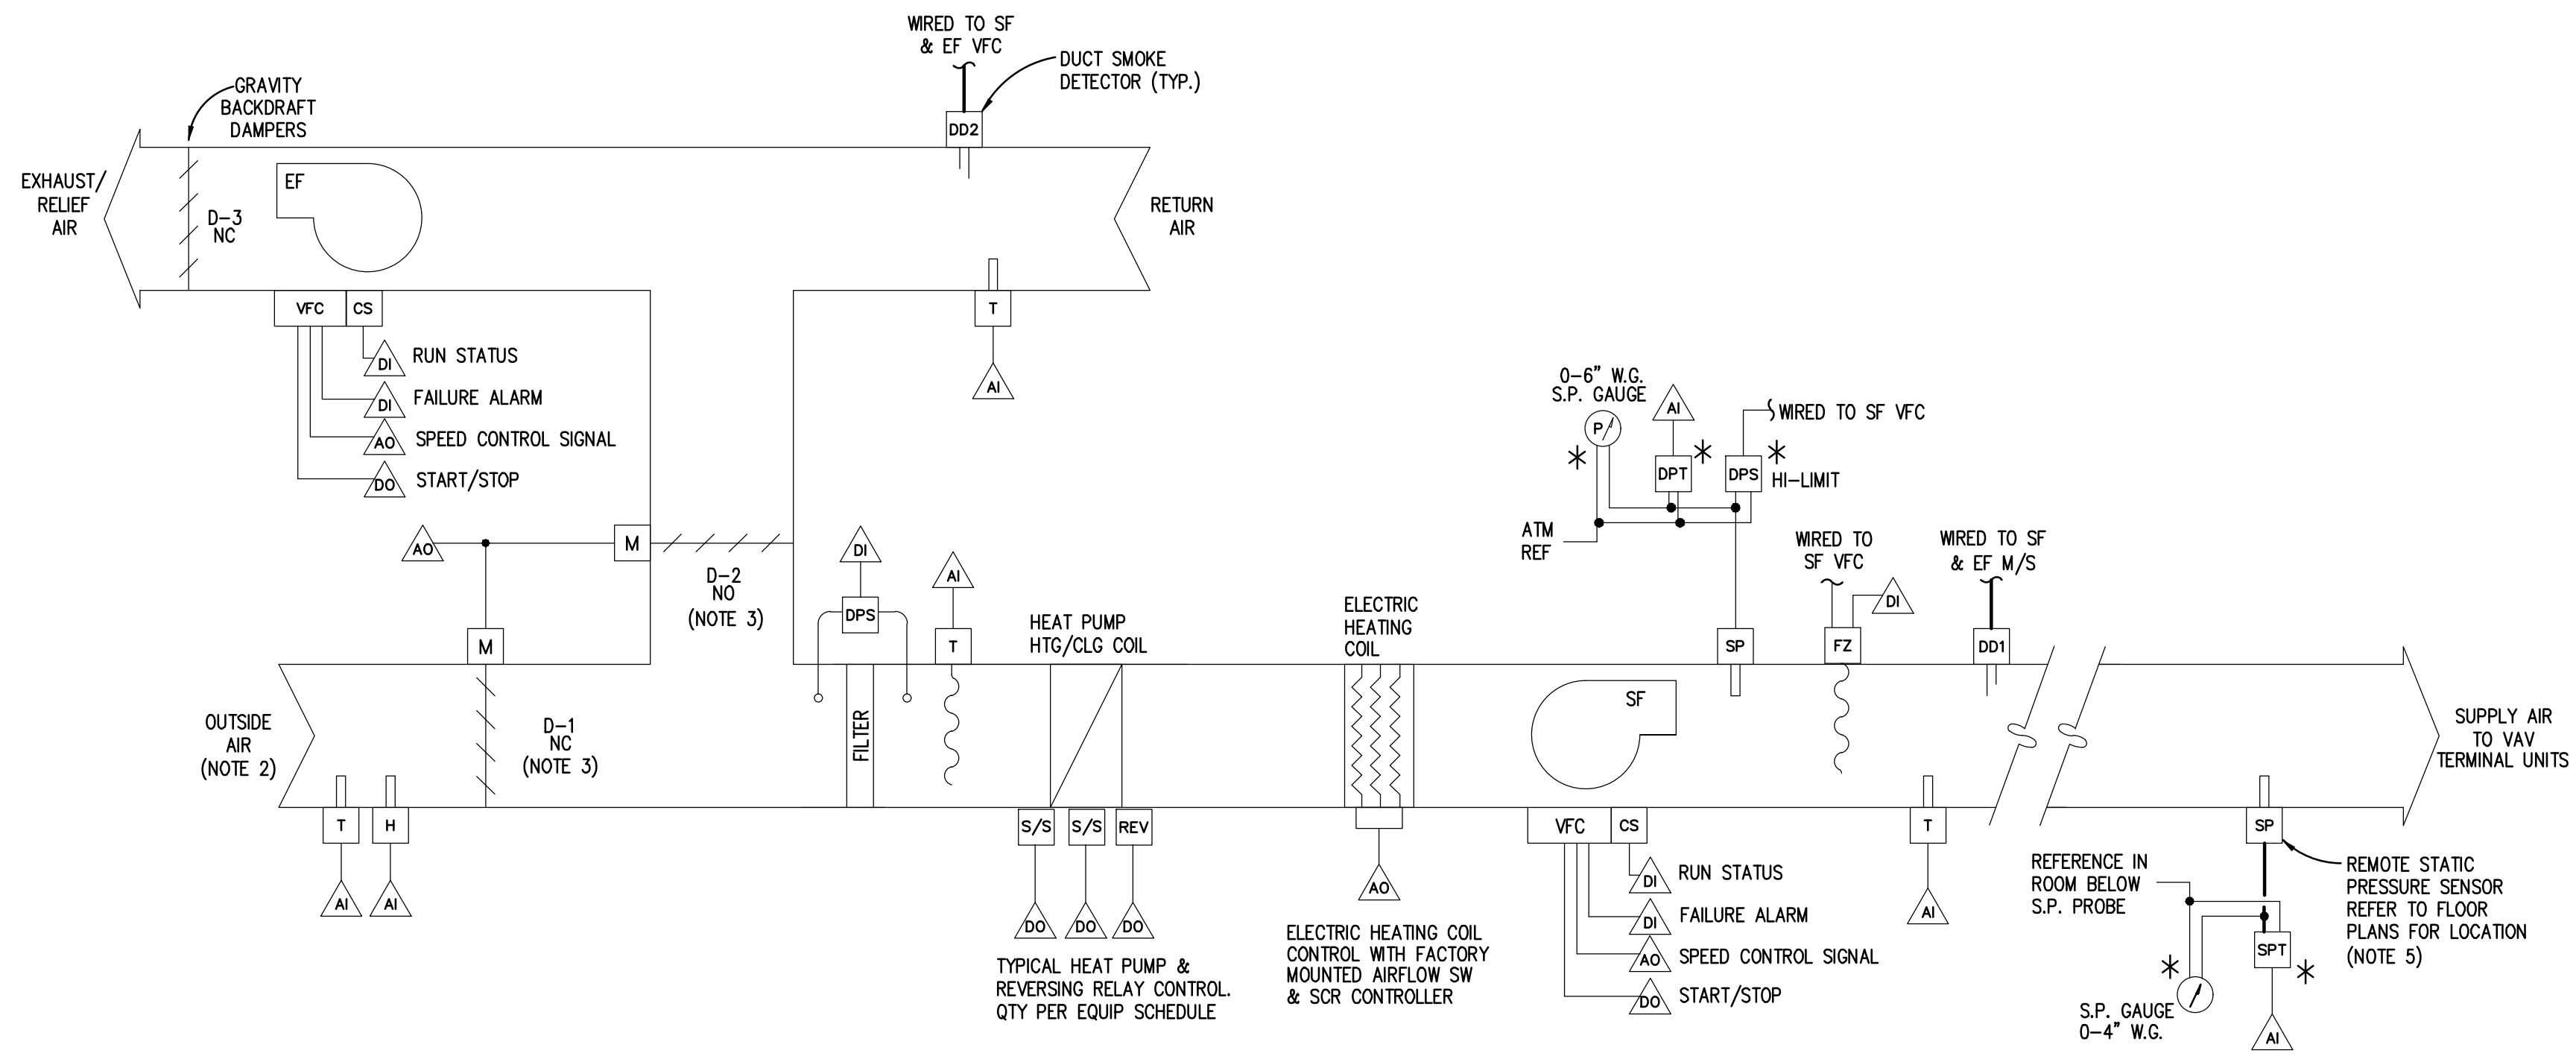 WIRED TO SF
& EF VFC
DUCT SMOKE
DETECTOR (TYP.)
GRAVITY
BACKDRAFT
DAMPERS
DD2
EXHAUST/
RELIEF
AIR
D-3
NC
EF
RETURN
AIR
VFC
CS
T
AI
DI
RUN STATUS
DI
FAILURE ALARM
AO
SPEED CONTROL SIGNAL
DO
START/STOP
AO
M
M
D-2
NO
(NOTE 3)
DI
DPS
AI
T
HEAT PUMP
HTG/CLG COIL
ELECTRIC
HEATING
COIL
0-6" W.G.
S.P. GAUGE
P
AI
DPT
*
*
DPS
*
WIRED TO SF VFC
HI-LIMIT
ATM
REF
SP
WIRED TO
SF VFC
DI
FZ
WIRED TO SF
& EF M/S
DD1
OUTSIDE
AIR
(NOTE 2)
D-1
NC
(NOTE 3)
FILTER
SF
SUPPLY AIR
TO VAV
TERMINAL UNITS
T
H
AI
AI
S/S
S/S
REV
DO
DO
DO
TYPICAL HEAT PUMP &
REVERSING RELAY CONTROL.
QTY PER EQUIP SCHEDULE
AO
ELECTRIC HEATING COIL
CONTROL WITH FACTORY
MOUNTED AIRFLOW SW
& SCR CONTROLLER
VFC
CS
DI
RUN STATUS
DI
FAILURE ALARM
AO
SPEED CONTROL SIGNAL
DO
START/STOP
T
AI
SP
REFERENCE IN
ROOM BELOW
S.P. PROBE
REMOTE STATIC
PRESSURE SENSOR
REFER TO FLOOR
PLANS FOR LOCATION
(NOTE 5)
SPT
*
*
S.P. GAUGE
0-4" W.G.
AI